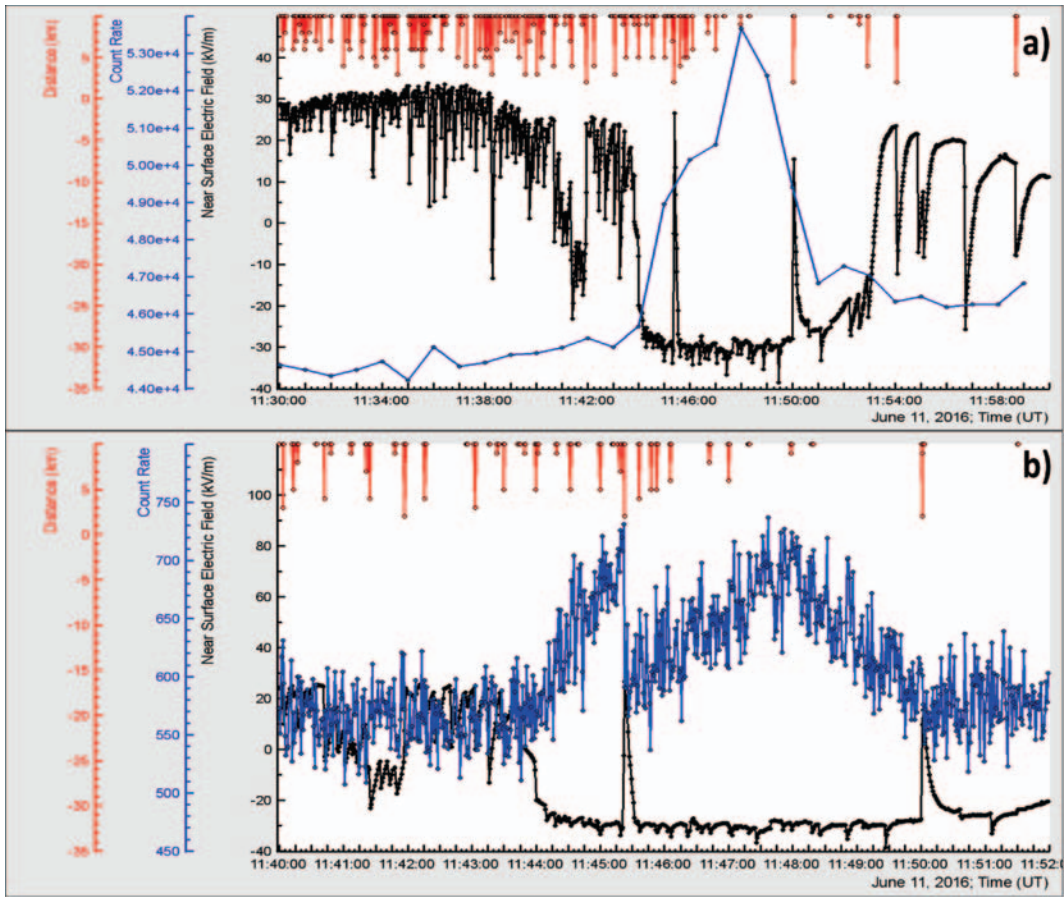 a)
Distance (km)
Count Rate
Near Surface Electric Field (kV/m)
5
0
-5
-10
-15
-20
-25
-30
-35
5.30e+4
5.20e+4
5.10e+4
5.00e+4
4.90e+4
4.80e+4
4.70e+4
4.60e+4
4.50e+4
4.40e+4
40
30
20
10
0
-10
-20
-30
-40
11:30:00 11:34:00 11:38:00 11:42:00 11:46:00 11:50:00 11:54:00 11:58:00
June 11, 2016; Time (UT)
b)
Distance (km)
Count Rate
Near Surface Electric Field (kV/m)
5
0
-5
-10
-15
-20
-25
-30
-35
750
700
650
600
550
500
450
100
80
60
40
20
0
-20
-40
11:40:00 11:41:00 11:42:00 11:43:00 11:44:00 11:45:00 11:46:00 11:47:00 11:48:00 11:49:00 11:50:00 11:51:00 11:52:0
June 11, 2016; Time (UT)